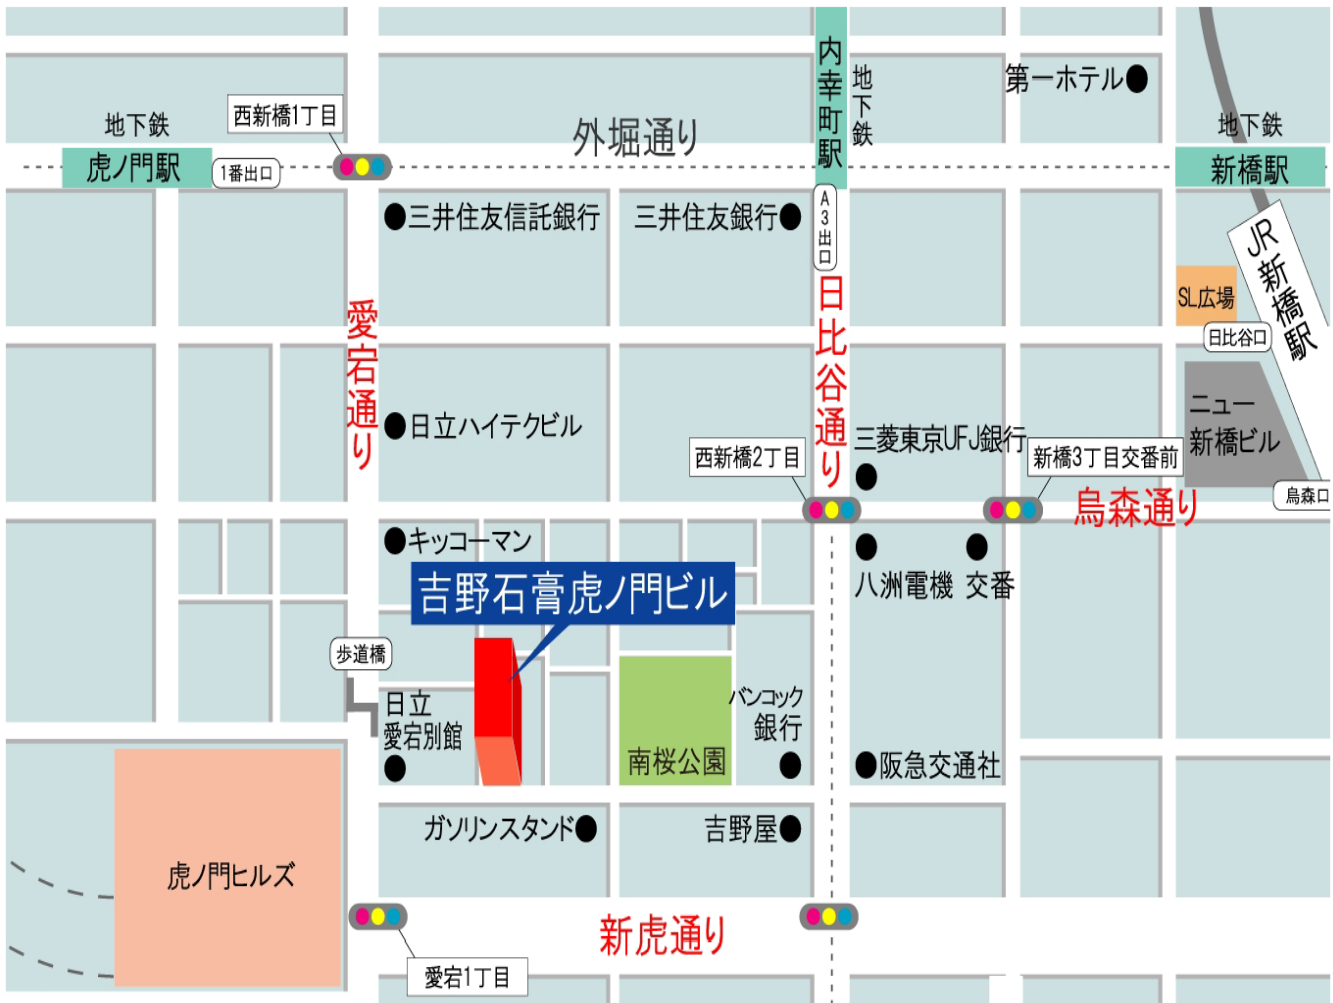 内幸町駅
地下鉄
第一ホテル
西新橋1丁目
地下鉄
虎ノ門駅
1番出口
外堀通り
地下鉄
新橋駅
三井住友信託銀行
三井住友銀行
A3出口
JR新橋駅
SL広場
日比谷口
愛宕通り
日比谷通り
日立ハイテクビル
三菱東京UFJ銀行
西新橋2丁目
新橋3丁目交番前
ニュー
新橋ビル
烏森口
烏森通り
キッコーマン
八洲電機
交番
吉野石膏虎ノ門ビル
歩道橋
日立
愛宕別館
バンコック
銀行
南桜公園
阪急交通社
ガソリンスタンド
吉野屋
虎ノ門ヒルズ
新虎通り
愛宕1丁目